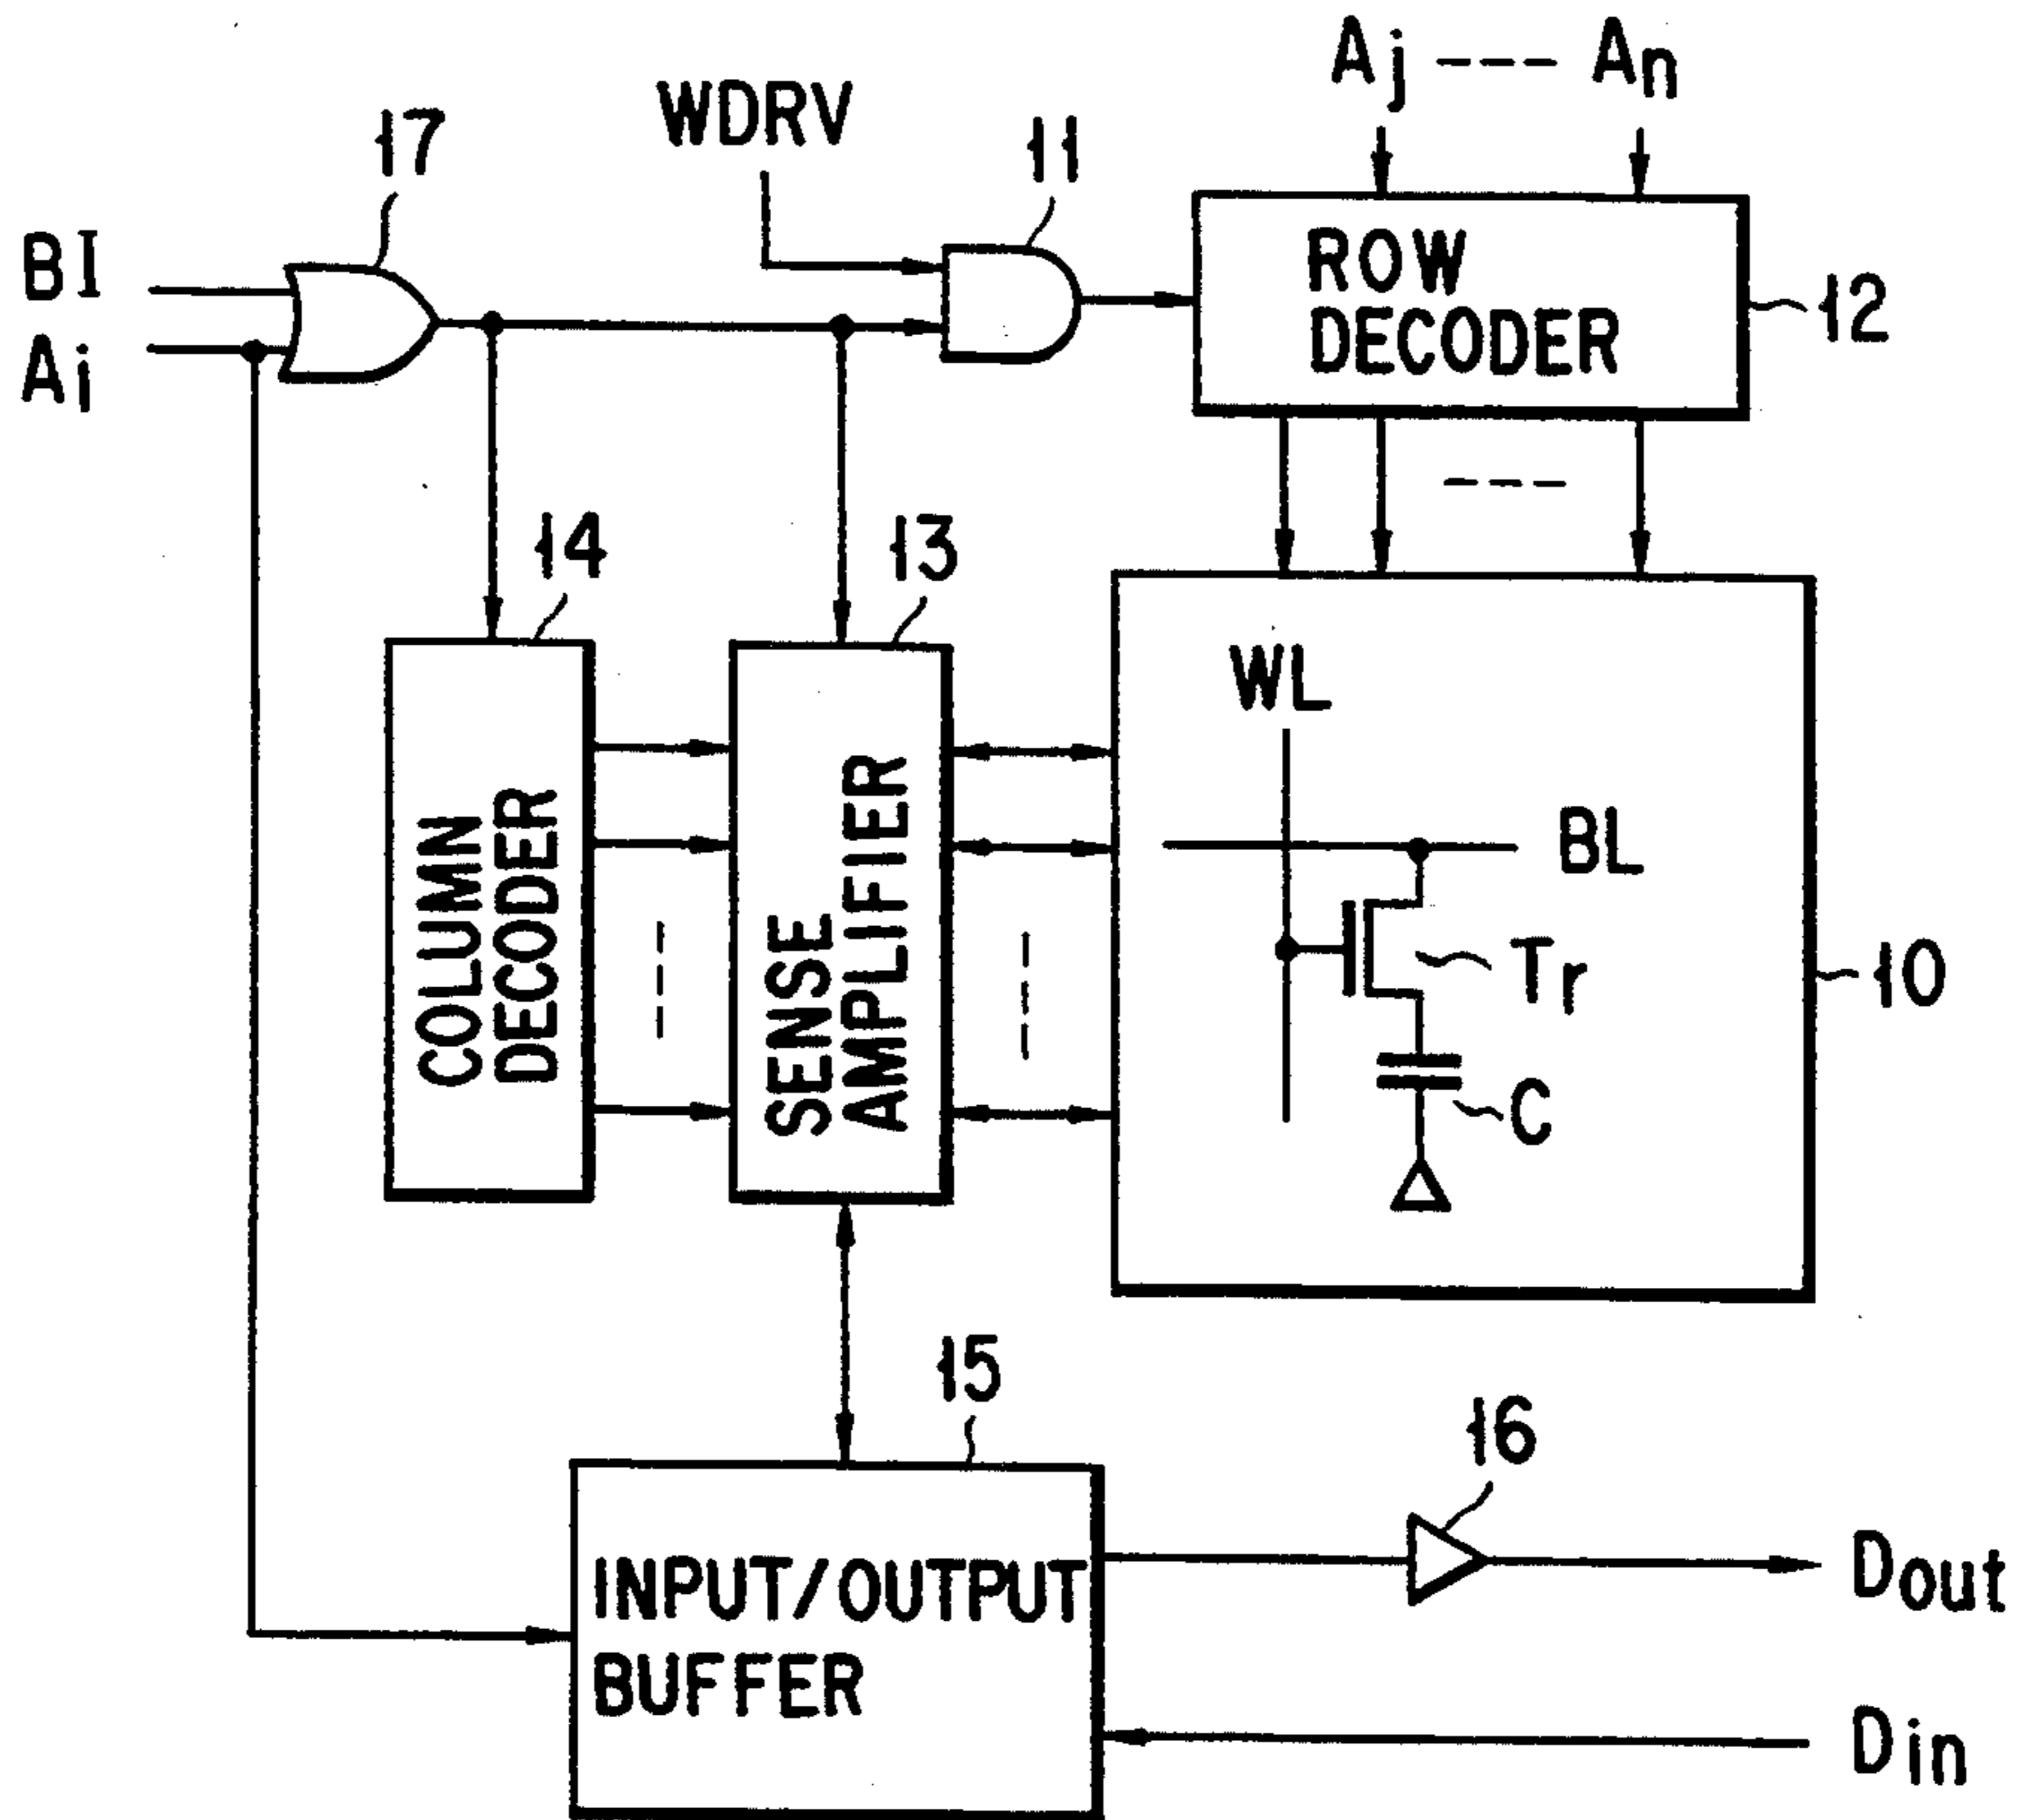 Aj --- An
WDRV
17
11
BI
Ai
ROW
DECODER
12
14
13
WL
BL
COLUMN
DECODER
SENSE
AMPLIFIER
Tr
10
C
15
16
INPUT/OUTPUT
BUFFER
Dout
Din